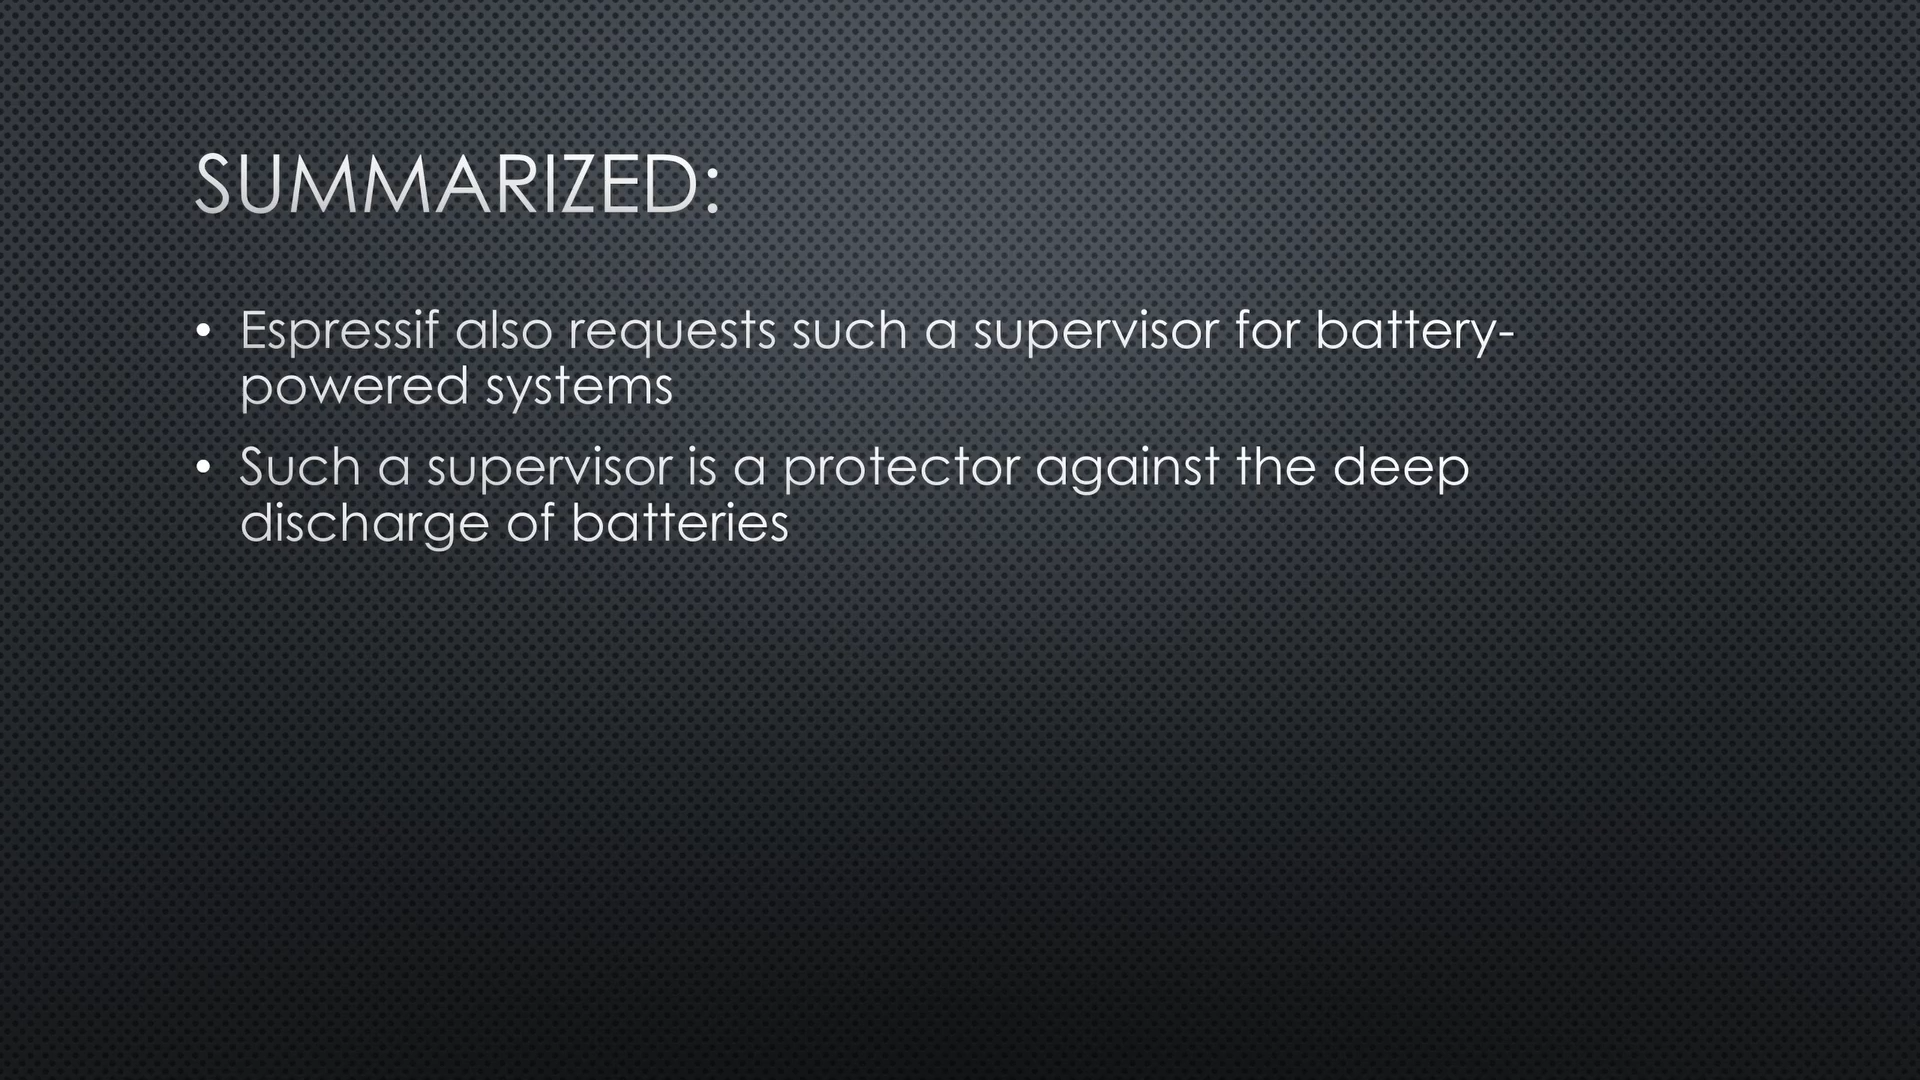 SUMMARIZED:
• Espressif also requests such a supervisor for battery-
powered systems
• Such a supervisor is a protector against the deep
discharge of batteries